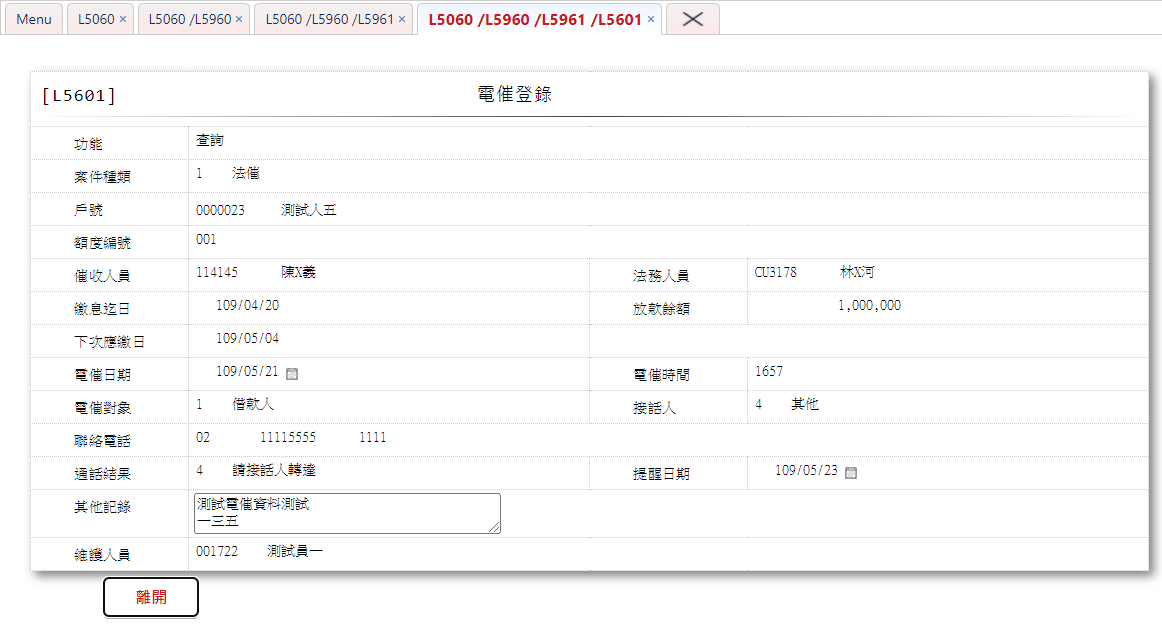 Menu L5060 × L5060 /L5960 × L5060 /L5960 /L5961 × L5060 /L5960 /L5961 /L5601 ×
[L5601] 電催登錄
功能 查詢
案件種類 1 法催
戶號 0000023 測試人五
額度編號 001
催收人員 114145 陳X義 法務人員 CU3178 林X河
繳息迄日 109/04/20 放款餘額 1,000,000
下次應繳日 109/05/04
電催日期 109/05/21 電催時間 1657
電催對象 1 借款人 接話人 4 其他
聯絡電話 02 11115555 1111
通話結果 4 請接話人轉達 提醒日期 109/05/23
其他記錄 測試電催資料測試
一三五
維護人員 001722 測試員一
離開